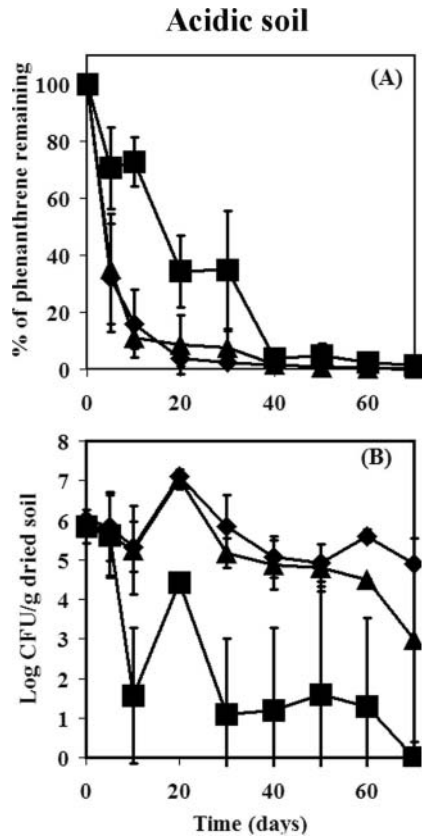 Acidic soil
(A)
% of phenanthrene remaining
100
80
60
40
20
0
0 20 40 60
(B)
Log CFU/g dried soil
8
7
6
5
4
3
2
1
0
0 20 40 60
Time (days)